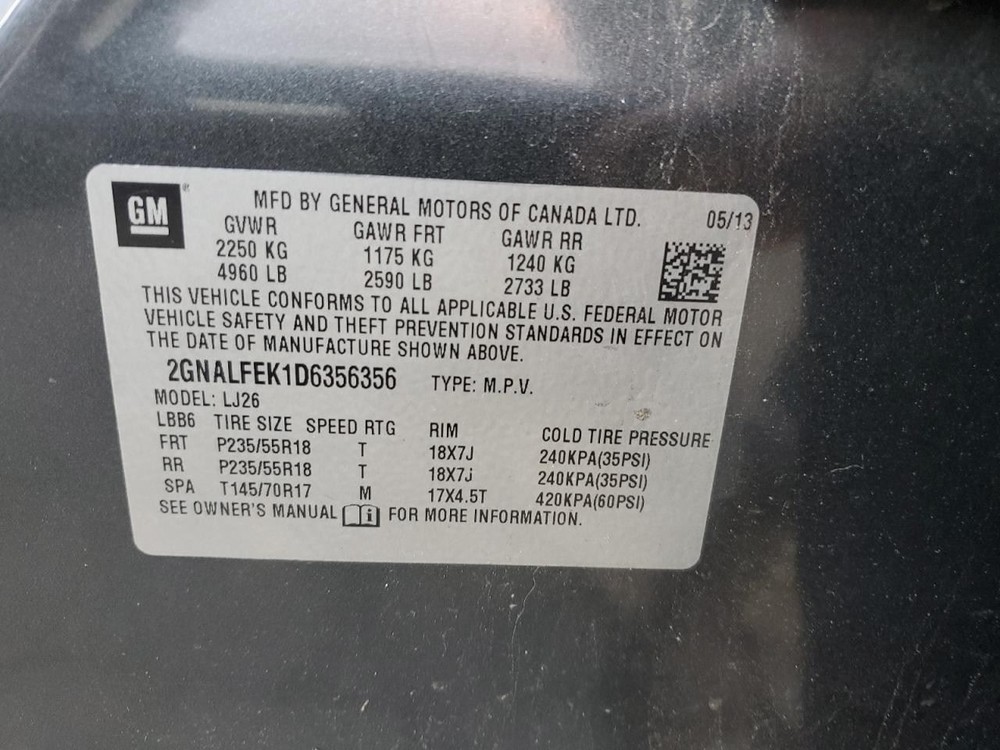 GM ®
MFD BY GENERAL MOTORS OF CANADA LTD. 05/13
GVWR GAWR FRT GAWR RR
2250 KG 1175 KG 1240 KG
4960 LB 2590 LB 2733 LB
THIS VEHICLE CONFORMS TO ALL APPLICABLE U.S. FEDERAL MOTOR
VEHICLE SAFETY AND THEFT PREVENTION STANDARDS IN EFFECT ON
THE DATE OF MANUFACTURE SHOWN ABOVE.
2GNALFEK1D6356356 TYPE: M.P.V.
MODEL: LJ26
LBB6 TIRE SIZE SPEED RTG RIM COLD TIRE PRESSURE
FRT P235/55R18 T 18X7J 240KPA(35PSI)
RR P235/55R18 T 18X7J 240KPA(35PSI)
SPA T145/70R17 M 17X4.5T 420KPA(60PSI)
SEE OWNER'S MANUAL i FOR MORE INFORMATION.